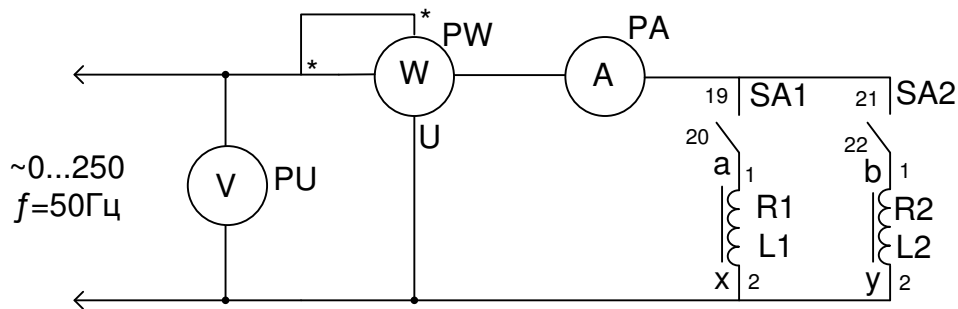 *
PW
PA
*
W
A
19
SA1
21
SA2
U
20
22
~0...250
a
1
b
1
V
PU
ƒ=50Гц
R1
R2
L1
L2
x
2
y
2